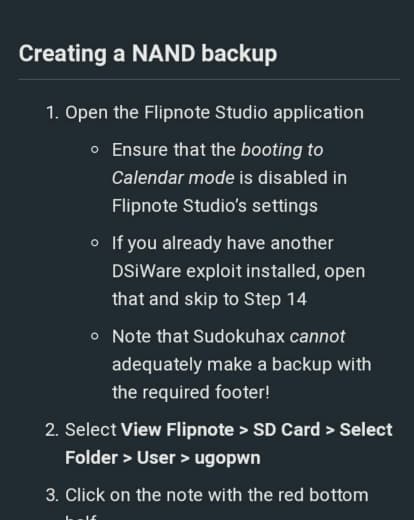 Creating a NAND backup
1. Open the Flipnote Studio application
Ensure that the booting to
Calendar mode is disabled in
Flipnote Studio’s settings
If you already have another
DSiWare exploit installed, open
that and skip to Step 14
Note that Sudokuhax cannot
adequately make a backup with
the required footer!
2. Select View Flipnote > SD Card > Select
Folder > User > ugopwn
3. Click on the note with the red bottom
half